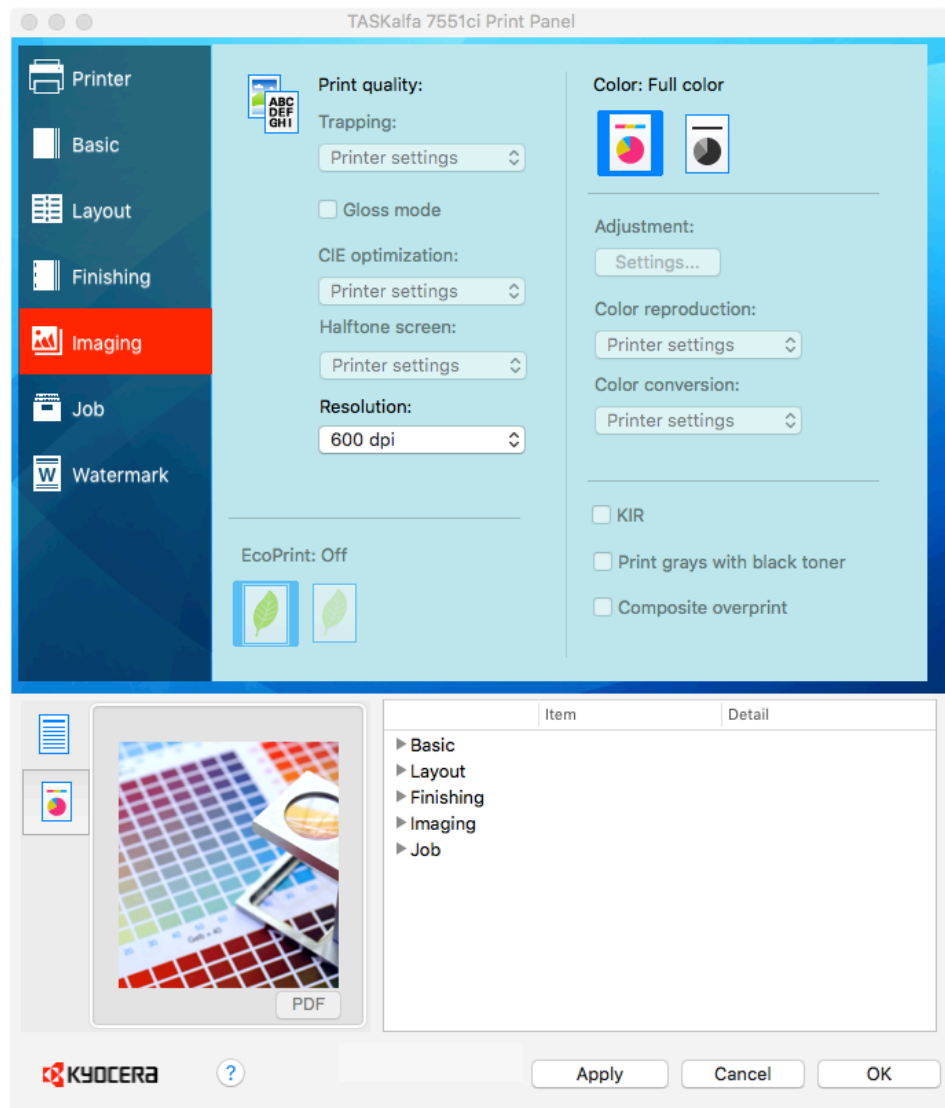 TASKalfa 7551ci Print Panel
Printer
Basic
Layout
Finishing
Imaging
Job
W Watermark
ABC
DEF
GHI
Print quality:
Trapping:
Printer settings
Gloss mode
CIE optimization:
Printer settings
Halftone screen:
Printer settings
Resolution:
600 dpi
EcoPrint: Off
Color: Full color
Adjustment:
Settings...
Color reproduction:
Printer settings
Color conversion:
Printer settings
KIR
Print grays with black toner
Composite overprint
Gelb = 40
PDF
Item Detail
Basic
Layout
Finishing
Imaging
Job
KYOCERA
?
Apply Cancel OK